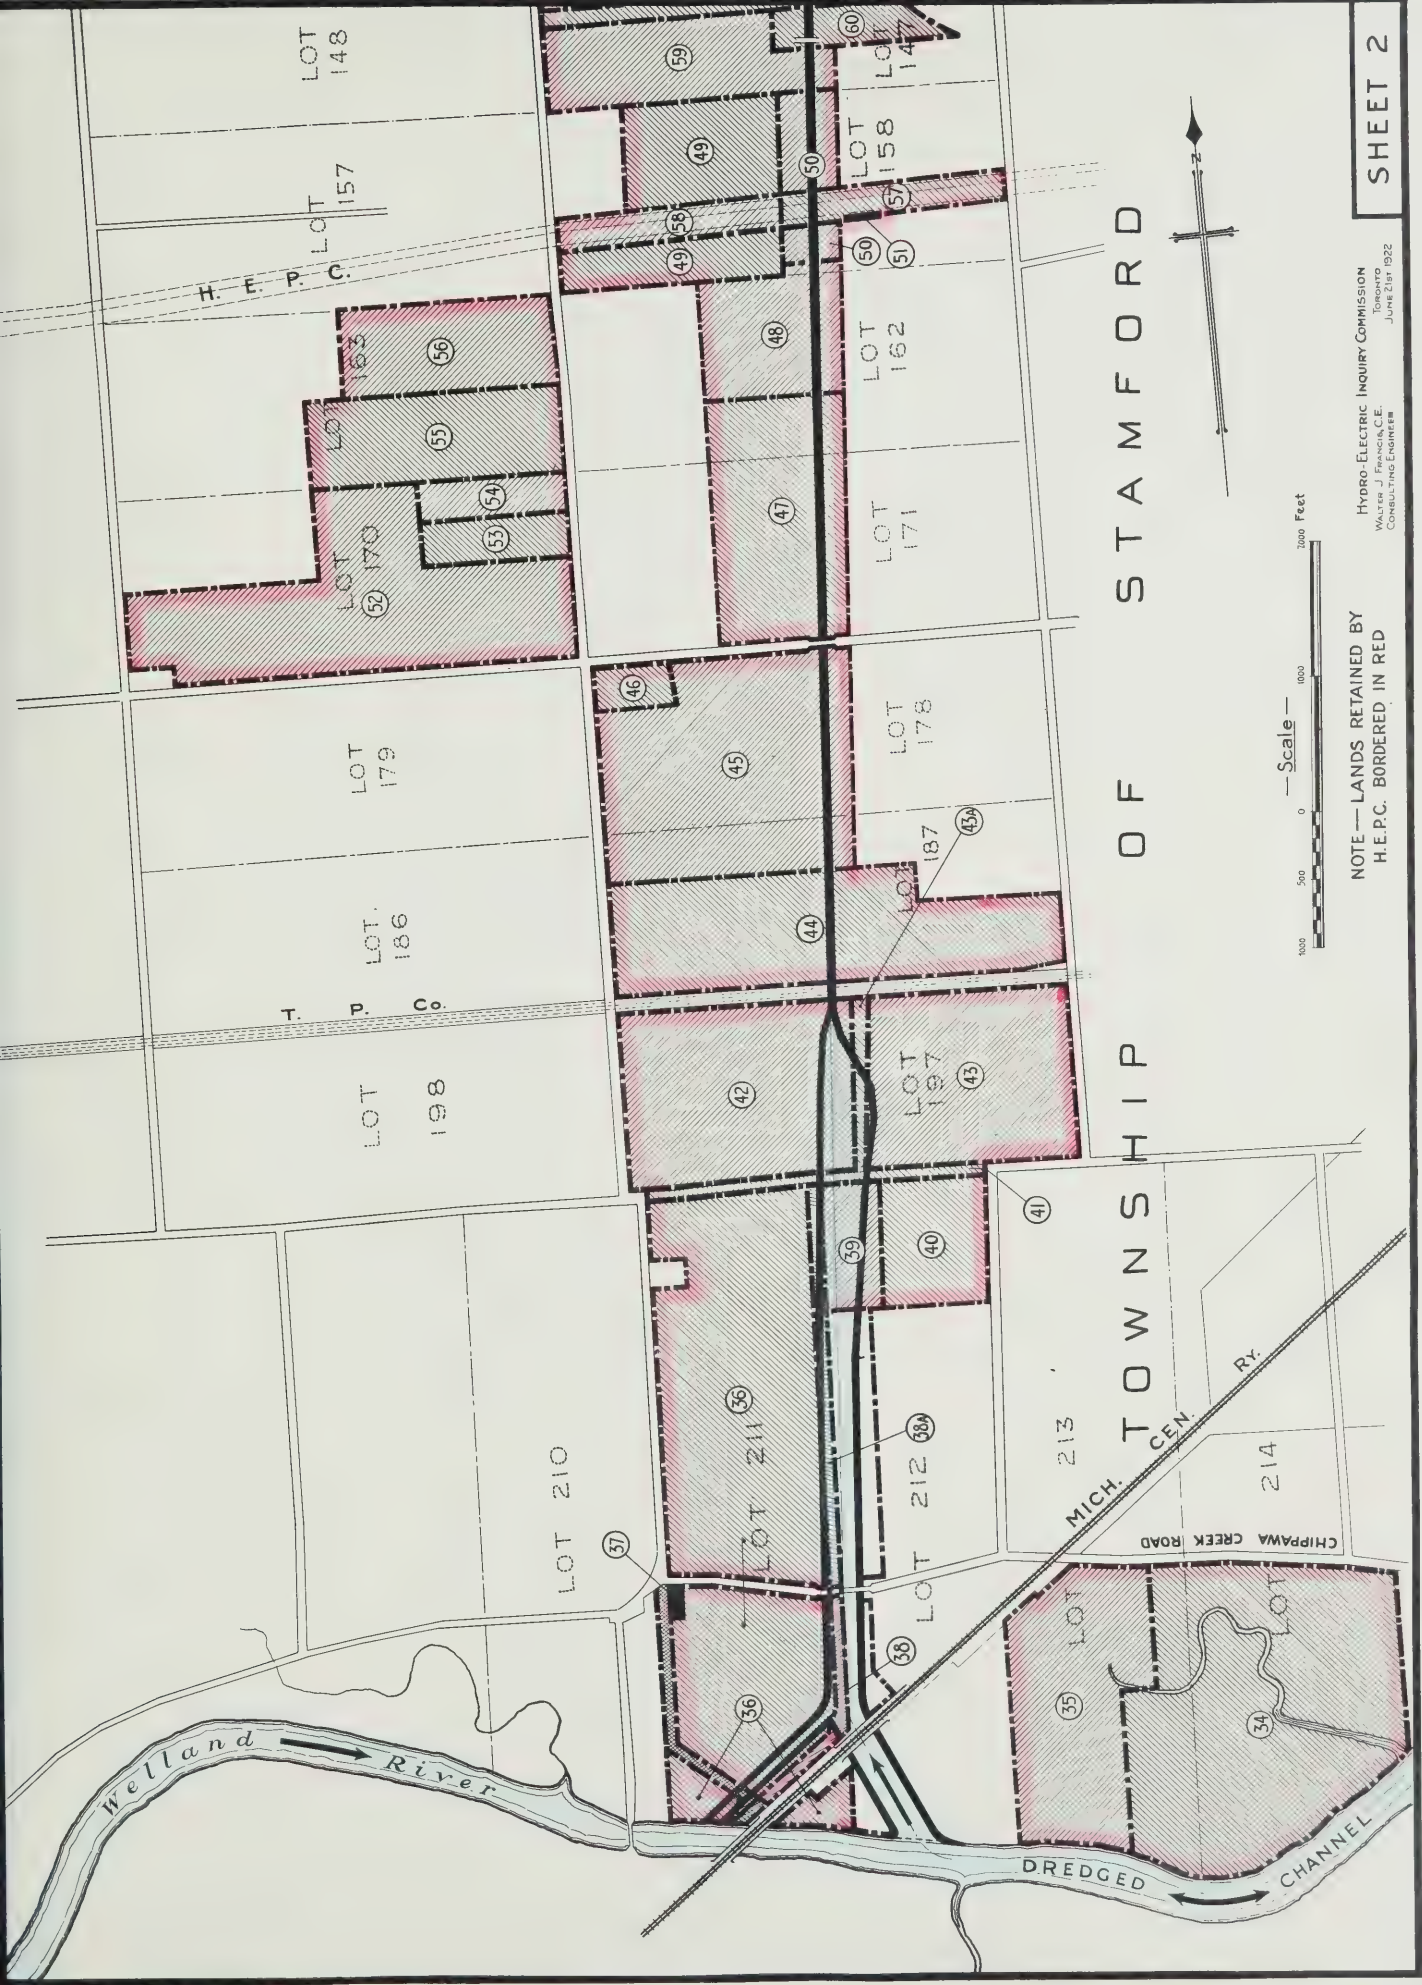 SHEET 2
LOT
148
LOT
157
H. E. P. C.
59
60
LOT
147
49
50
LOT
158
58
57
49
50
51
LOT
163
56
55
54
53
LOT
170
52
48
LOT
162
47
LOT
171
46
45
LOT
178
LOT
179
43A
LOT
187
44
LOT.
186
T. P. Co.
42
LOT
197
43
LOT
198
41
40
39
36
LOT 211
38A
LOT 212
LOT 210
37
38
36
213
214
MICH. CEN. RY.
CHIPPAWA CREEK ROAD
LOT
LOT
35
34
Welland River
DREDGED CHANNEL
TOWNSHIP OF STAMFORD
N
—Scale—
1000 500 0 1000 2000 Feet
NOTE — LANDS RETAINED BY
H.E.P.C. BORDERED IN RED
HYDRO-ELECTRIC INQUIRY COMMISSION
WALTER J FRANCIS, C.E.
CONSULTING ENGINEER
TORONTO
JUNE 21ST 1922